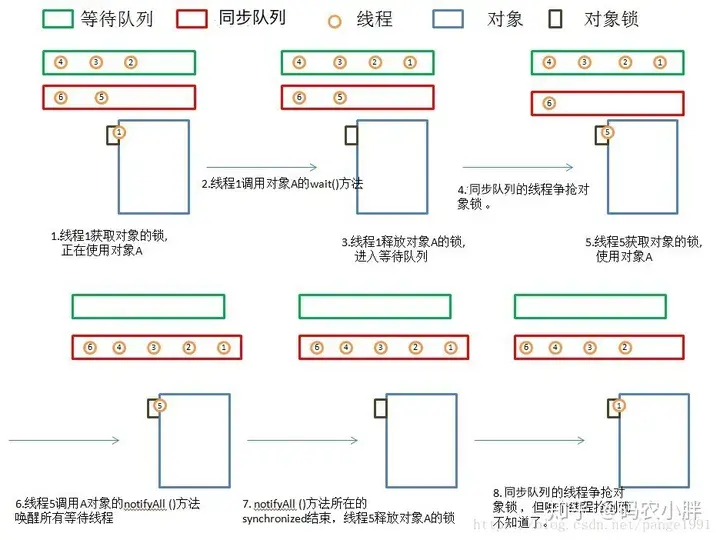 等待队列 同步队列 线程 对象 对象锁
4 3 2
6 5
1
4 3 2 1
6 5
4 3 2 1
6
5
2.线程1调用对象A的wait()方法
4. 同步队列的线程争抢对
象锁 。
1.线程1获取对象的锁,
正在使用对象A
3.线程1释放对象A的锁,
进入等待队列
5.线程5获取对象的锁,
使用对象A
6 4 3 2 1
5
6 4 3 2 1
6 4 3 2
1
6.线程5调用A对象的notifyAll ()方法
唤醒所有等待线程
7. notifyAll ()方法所在的
synchronized结束，线程5释放对象A的锁
8. 同步队列的线程争抢对
象锁 ，但
不知道了。
知乎 @码农小胖
csdn.net/pange1991